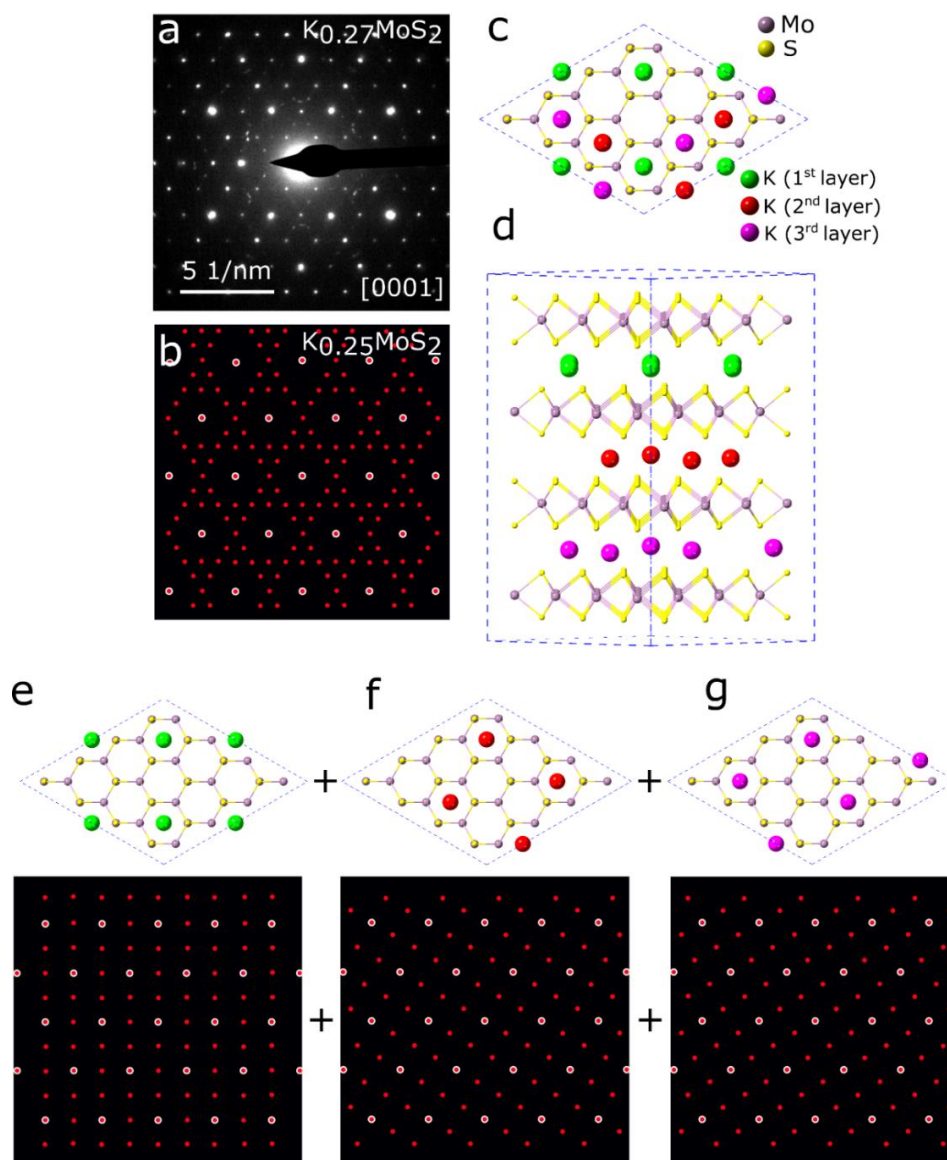 a
K0.27MoS2
5 1/nm
[0001]
b
K0.25MoS2
c
Mo
S
K (1st layer)
K (2nd layer)
K (3rd layer)
d
e
f
g
+
+
+
+